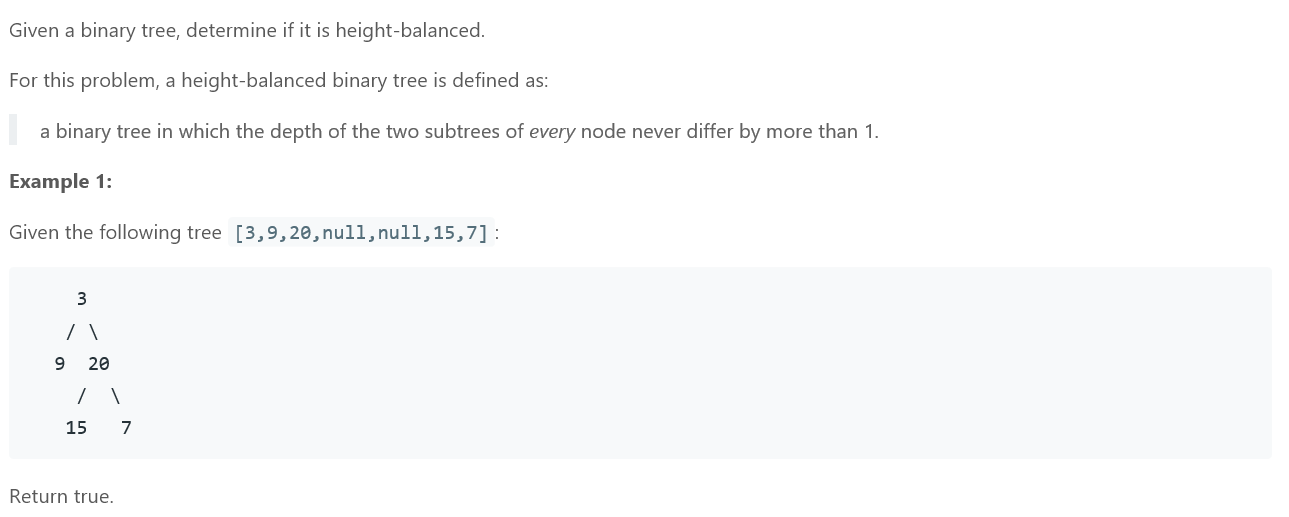 Given a binary tree, determine if it is height-balanced.
For this problem, a height-balanced binary tree is defined as:
a binary tree in which the depth of the two subtrees of every node never differ by more than 1.
Example 1:
Given the following tree [3,9,20,null,null,15,7]:
3
/ \
9 20
/ \
15 7
Return true.